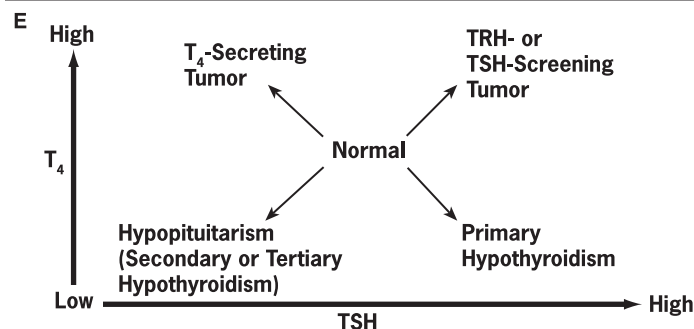 E
High
T4-Secreting
Tumor
TRH- or
TSH-Screening
Tumor
T4
Normal
Hypopituitarism
(Secondary or Tertiary
Hypothyroidism)
Primary
Hypothyroidism
Low
High
TSH